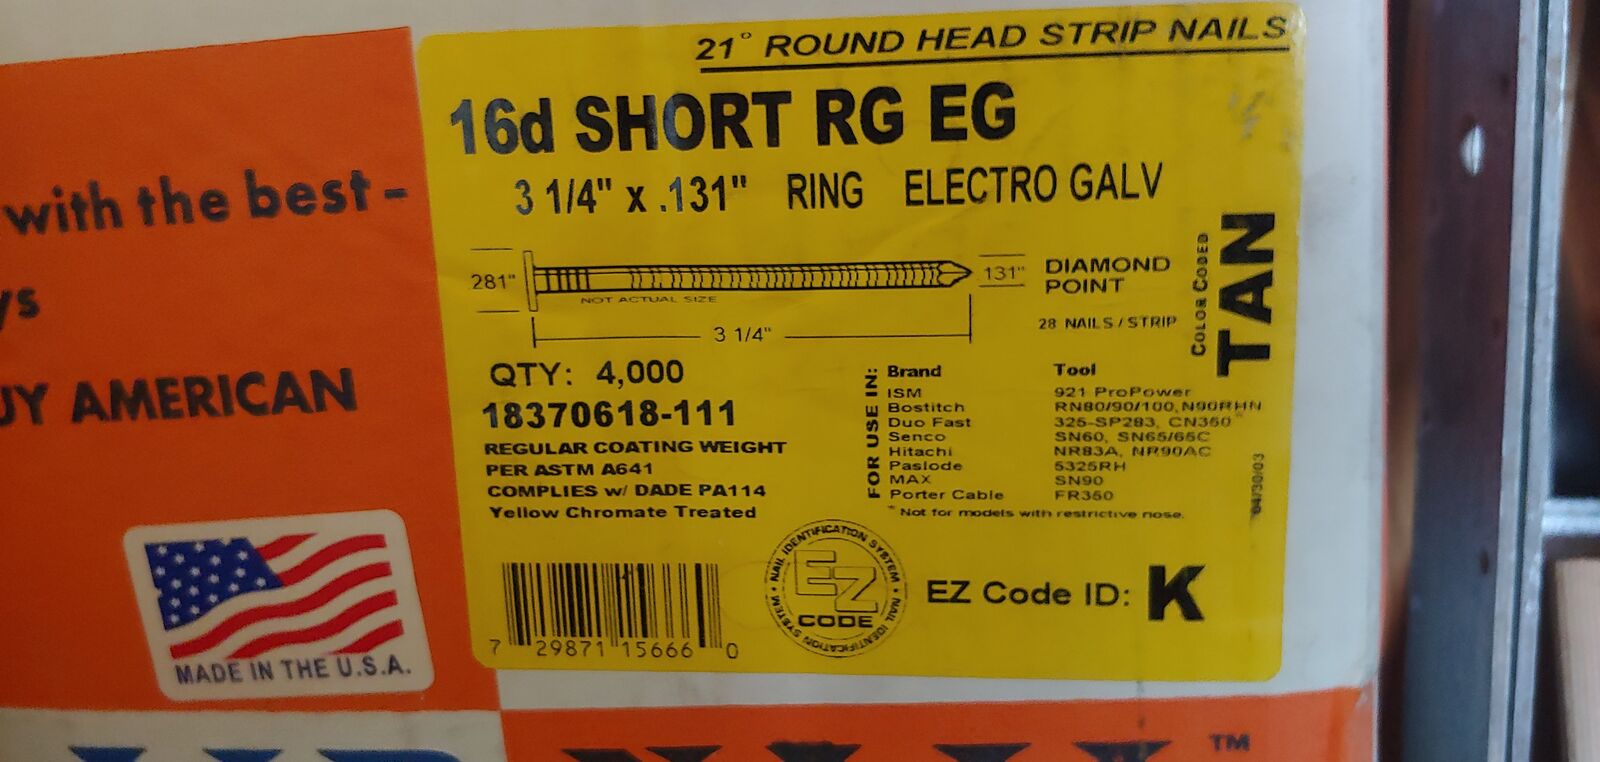 21° ROUND HEAD STRIP NAILS
16d SHORT RG EG
3 1/4" x .131" RING ELECTRO GALV
281"
NOT ACTUAL SIZE
131"
DIAMOND
POINT
3 1/4"
28 NAILS / STRIP
COLOR CODED
TAN
QTY: 4,000
18370618-111
REGULAR COATING WEIGHT
PER ASTM A641
COMPLIES w/ DADE PA114
Yellow Chromate Treated
FOR USE IN:
Brand Tool
ISM 921 ProPower
Bostitch RN80/90/100, N90RHN
Duo Fast 325-SP283, CN350*
Senco SN60, SN65/65C
Hitachi NR83A, NR90AC
Paslode 5325RH
MAX SN90
Porter Cable FR350
* Not for models with restrictive nose.
04/30/03
7 29871 15666 0
NAIL IDENTIFICATION SYSTEM • NAIL IDENTIFICATION SYSTEM •
EZ
CODE
EZ Code ID: K
with the best-
ys
UY AMERICAN
MADE IN THE U.S.A.
TM